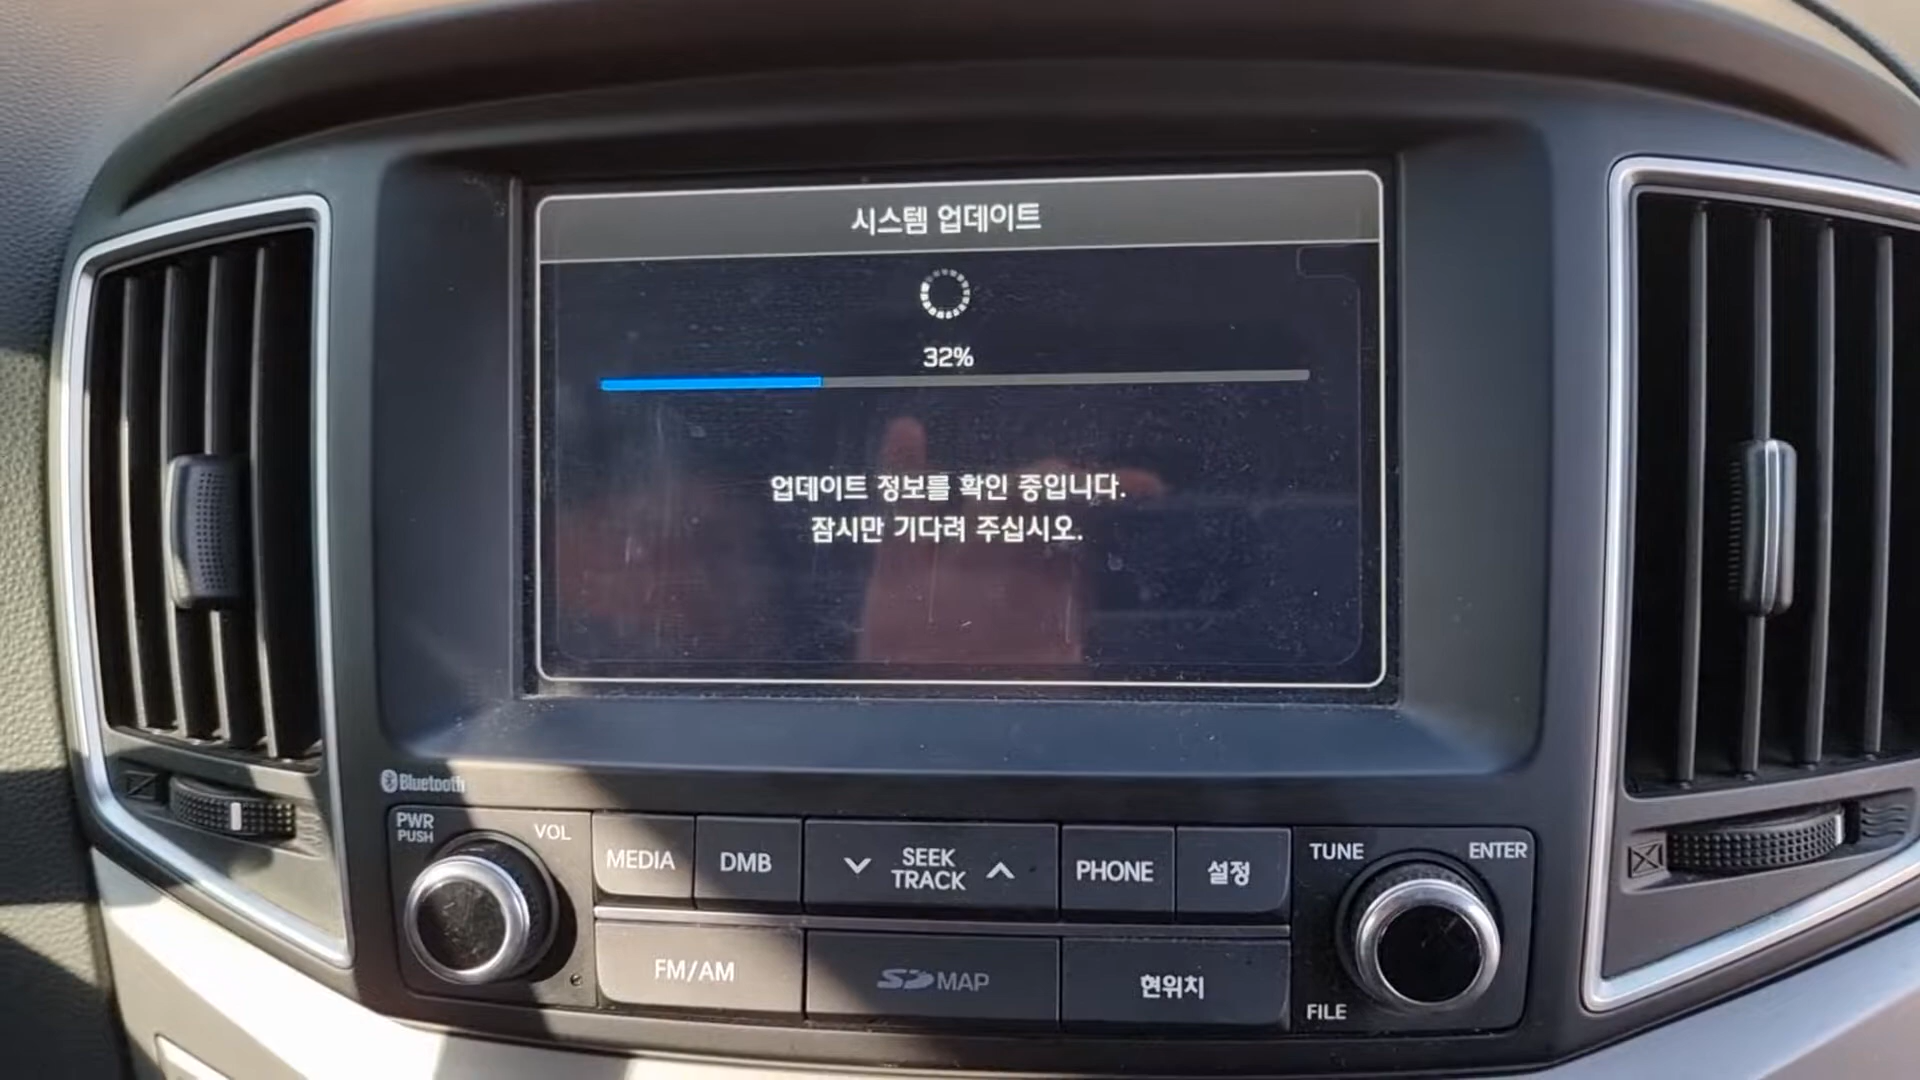 시스템 업데이트
32%
업데이트 정보를 확인 중입니다.
잠시만 기다려 주십시오.
Bluetooth
PWR
PUSH
VOL
MEDIA
DMB
SEEK
TRACK
PHONE
설정
TUNE
ENTER
FM/AM
SD MAP
현위치
FILE